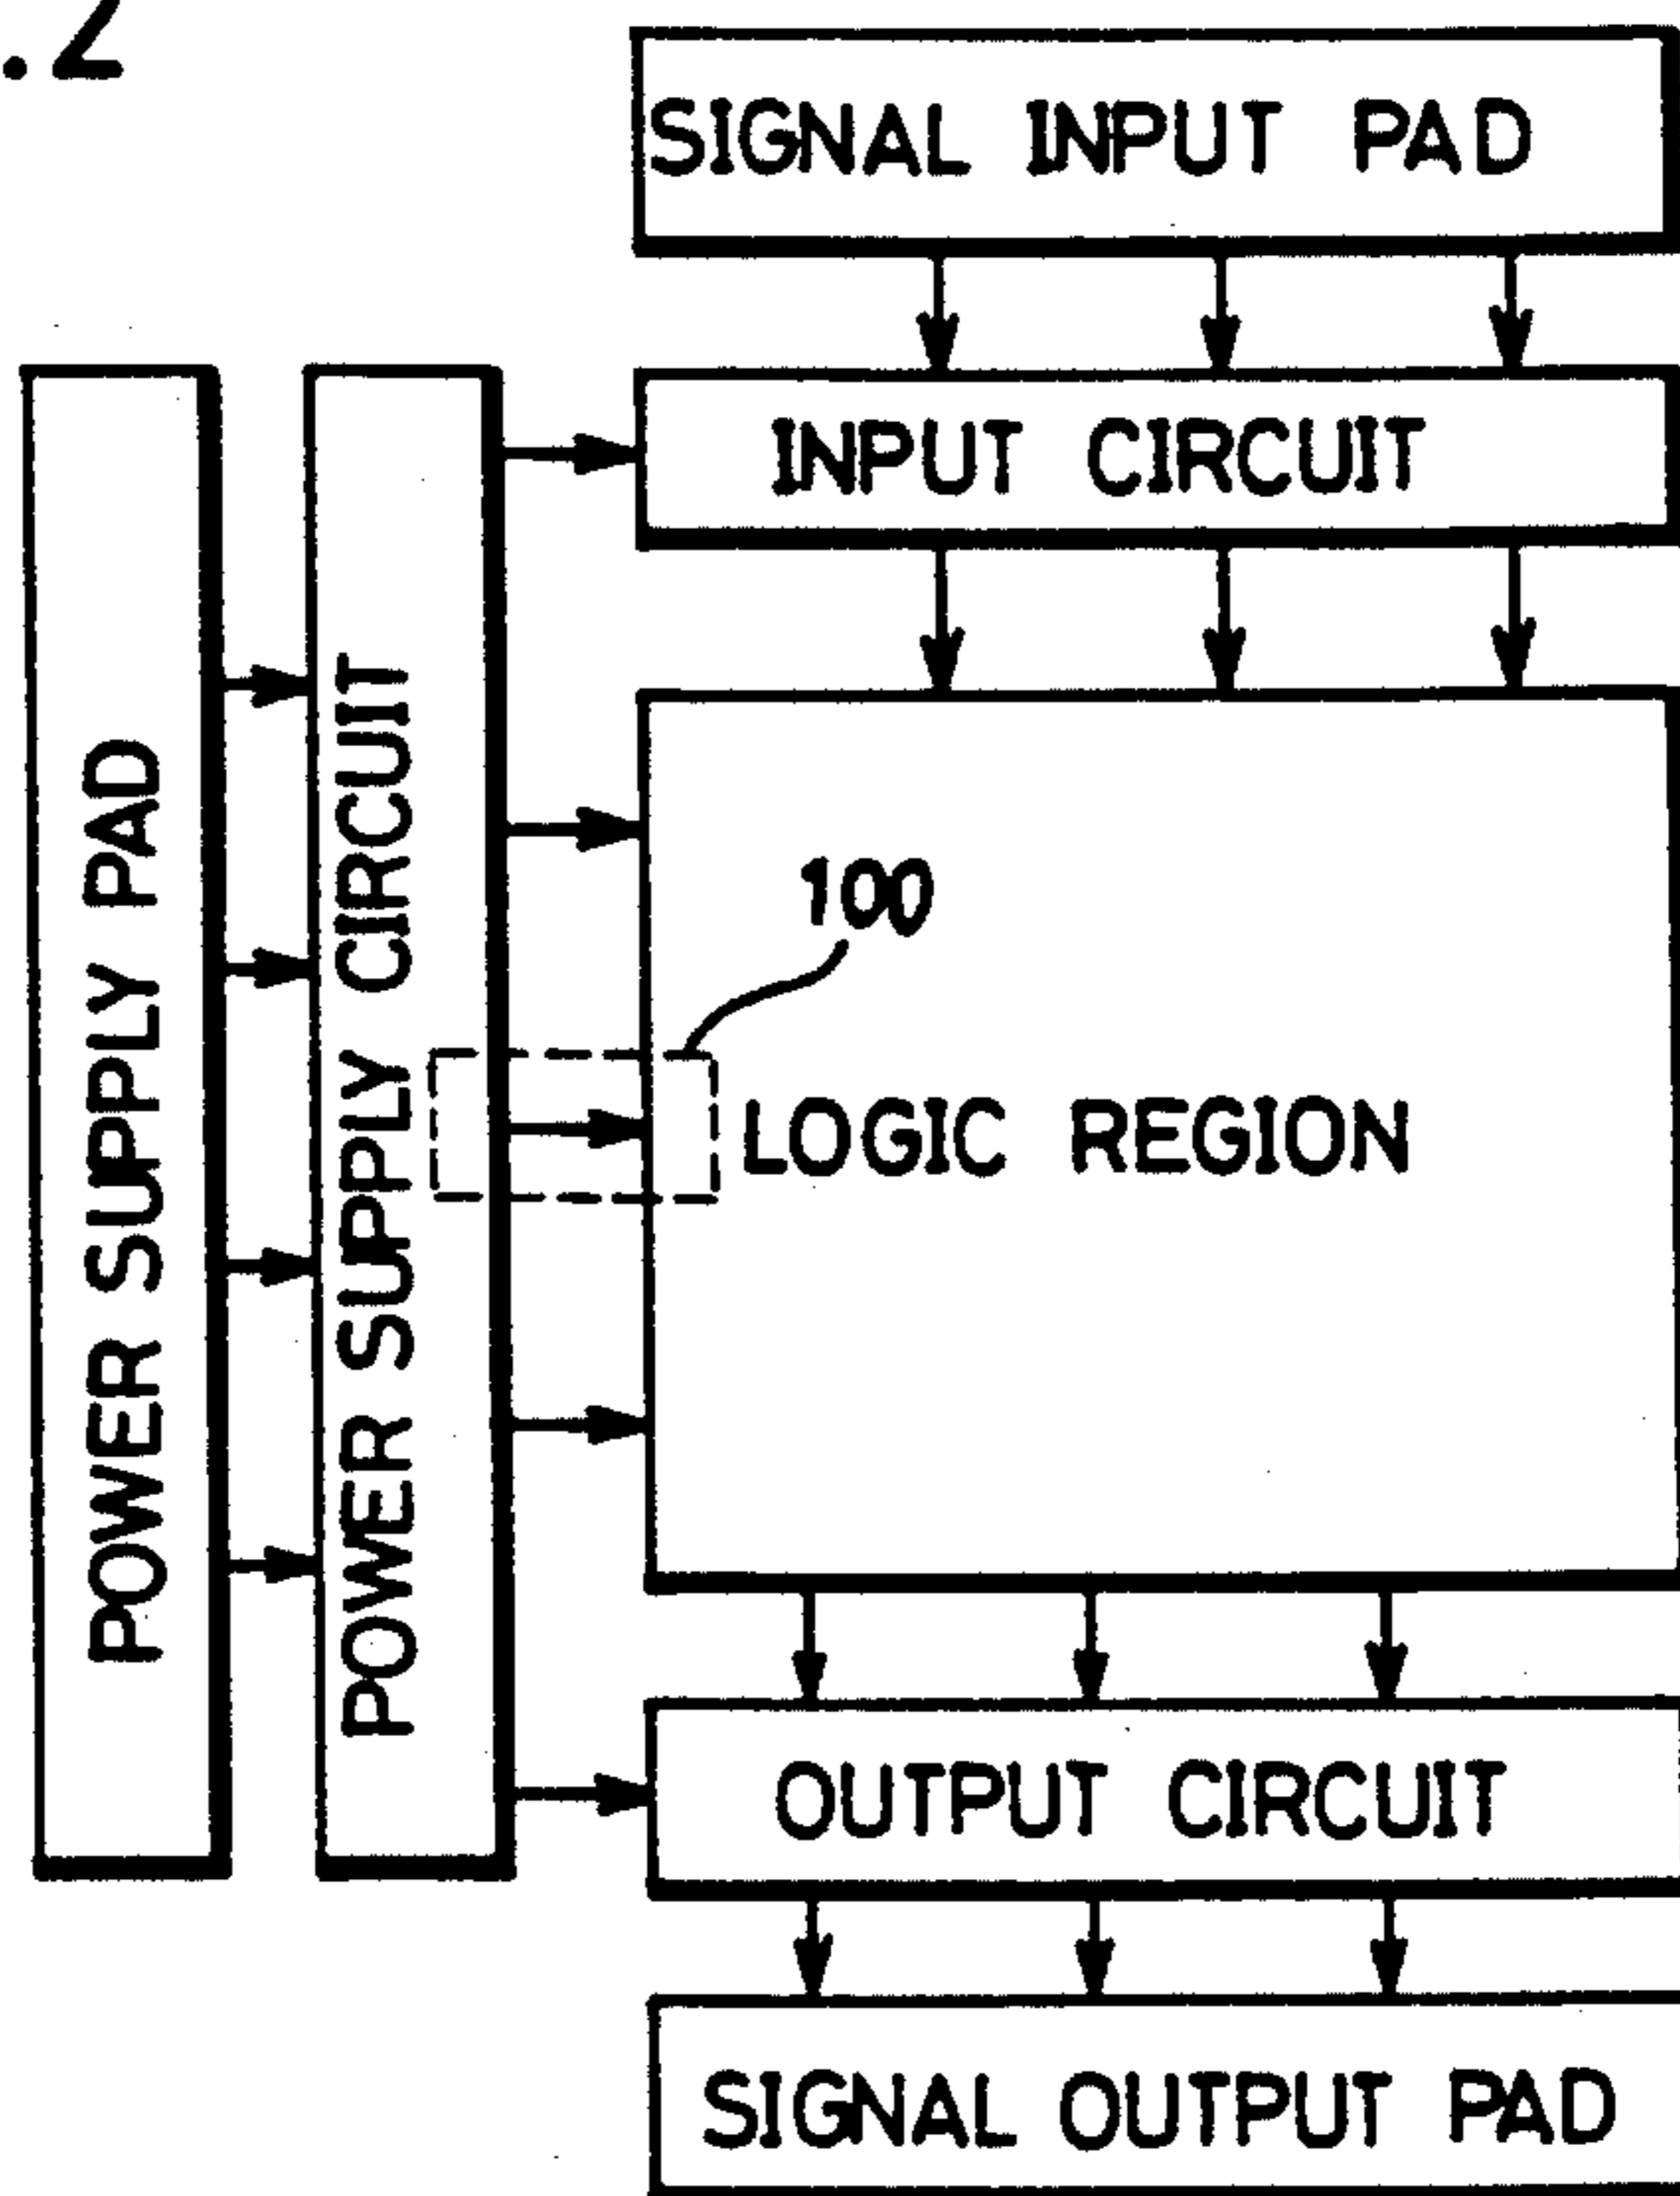 .2
SIGNAL INPUT PAD
INPUT CIRCUIT
POWER SUPPLY PAD
POWER SUPPLY CIRCUIT
100
LOGIC REGION
OUTPUT CIRCUIT
SIGNAL OUTPUT PAD